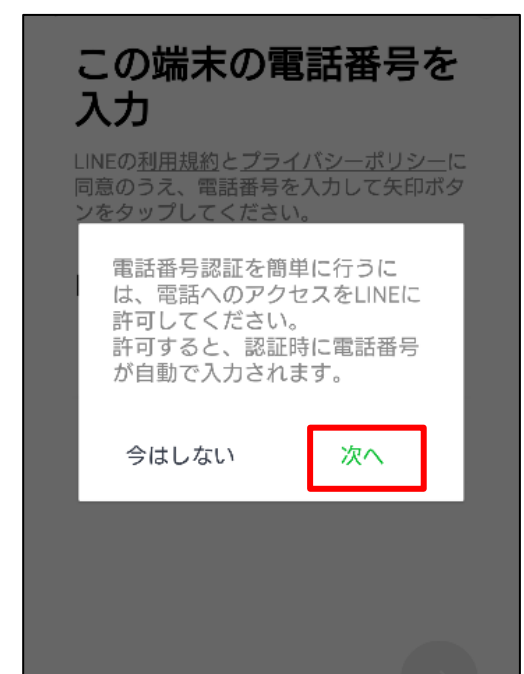 この端末の電話番号を
入力
LINEの利用規約とプライバシーポリシーに
同意のうえ、電話番号を入力して矢印ボタ
ンをタップしてください。
電話番号認証を簡単に行うに
は、電話へのアクセスをLINEに
許可してください。
許可すると、認証時に電話番号
が自動で入力されます。
今はしない 次へ